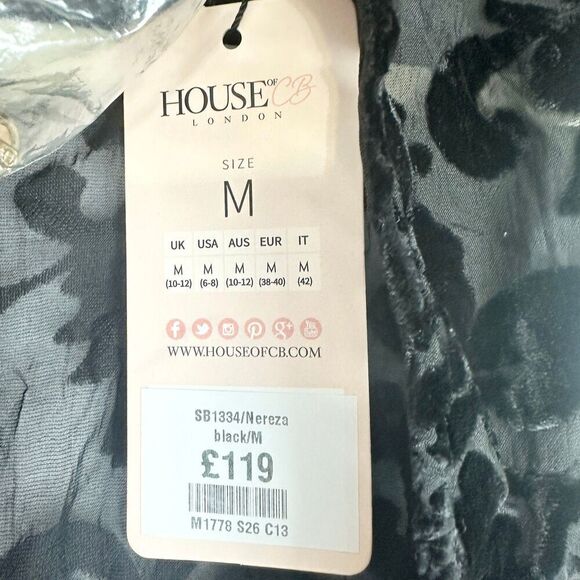 HOUSE OF CB
LONDON
SIZE
M
UK USA AUS EUR IT
M M M M M
(10-12) (6-8) (10-12) (38-40) (42)
WWW.HOUSEOFCB.COM
SB1334/Nereza
black/M
£119
M1778 S26 C13